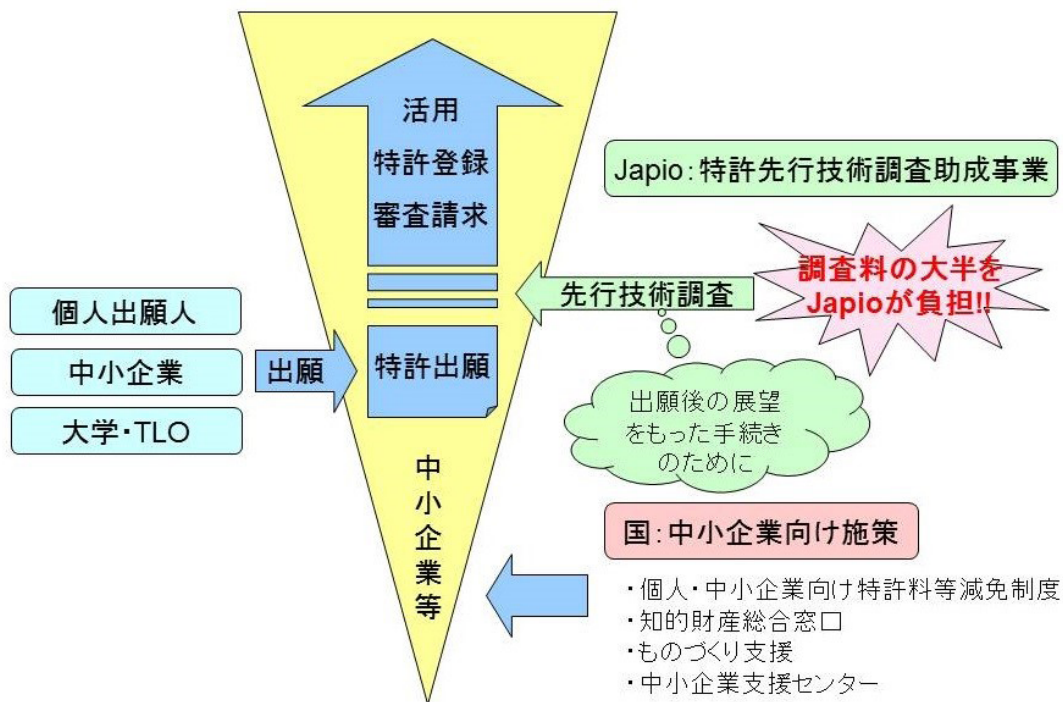 活用
特許登録
審査請求
Japio:特許先行技術調査助成事業
調査料の大半を
Japioが負担!!
先行技術調査
個人出願人
中小企業
大学・TLO
出願
特許出願
出願後の展望
をもった手続き
のために
中小企業等
国:中小企業向け施策
・個人・中小企業向け特許料等減免制度
・知的財産総合窓口
・ものづくり支援
・中小企業支援センター